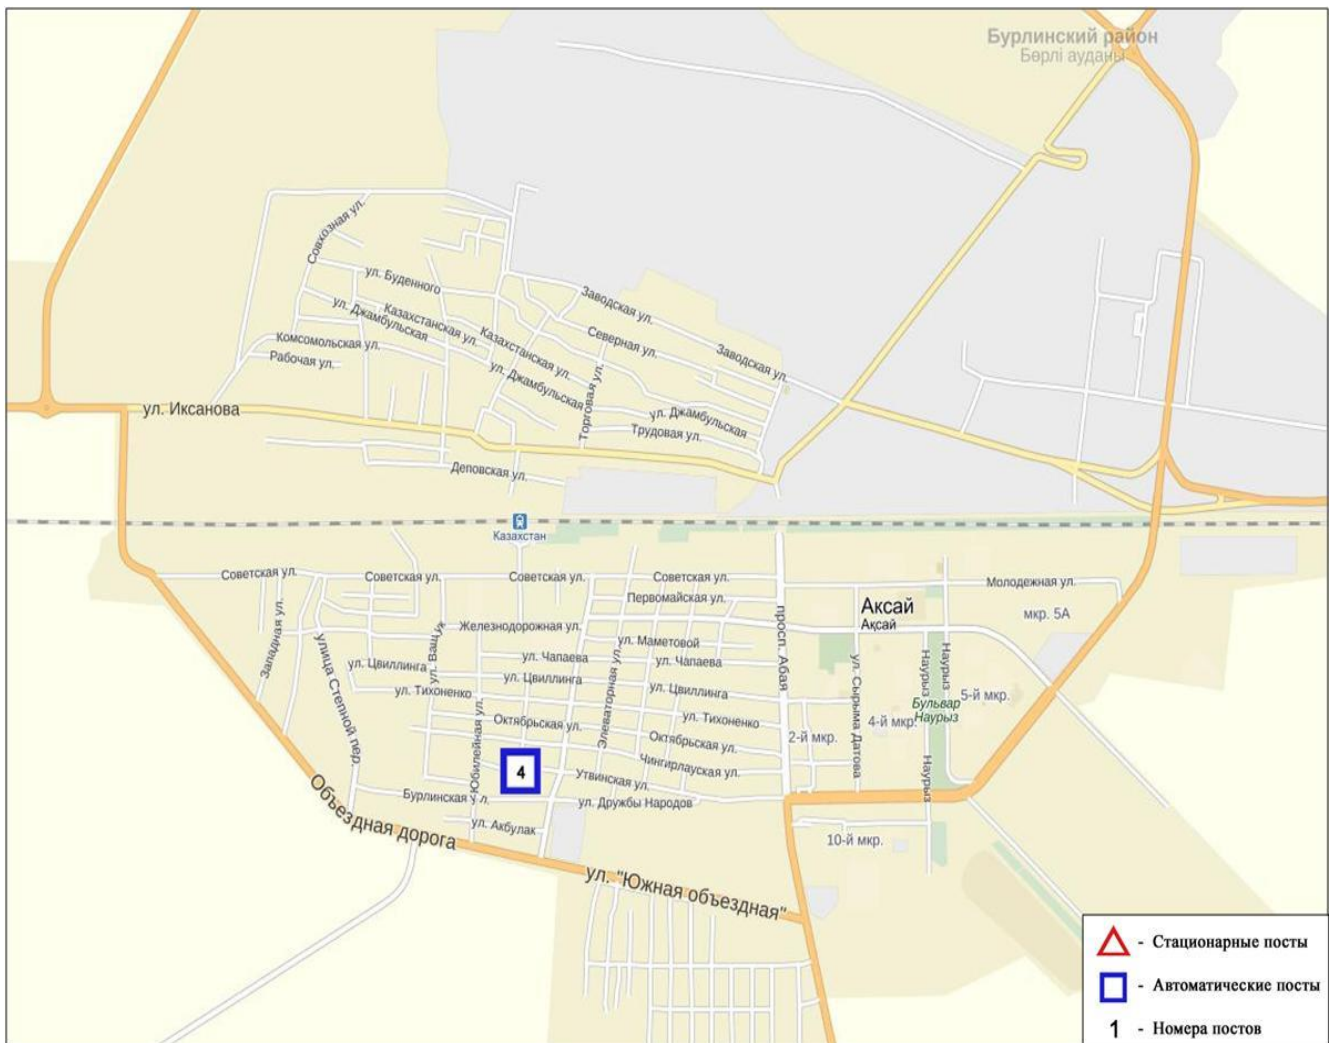 Бурлинский район
Бөрлі ауданы
Совхозная ул.
ул. Буденного
Заводская ул.
ул. Джамбульская
Казахстанская ул.
Казахстанская ул.
Северная ул.
Заводская ул.
Комсомольская ул.
Рабочая ул.
ул. Джамбульская
Торговая ул.
ул. Джамбульская
Трудовая ул.
ул. Иксанова
Деповская ул.
Казахстан
Советская ул.
Советская ул.
Советская ул.
Советская ул.
Молодежная ул.
Первомайская ул.
Аксай
Ақсай
мкр. 5А
Западная ул.
улица Степной пер.
Железнодорожная ул.
ул. Маметовой
просп. Абая
ул. Чапаева
ул. Чапаева
ул. Цвиллинга
ул. Цвиллинга
ул. Цвиллинга
ул. Тихоненко
ул. Тихоненко
Юбилейная ул.
Элеваторная ул.
ул. Сырыма Датова
Наурыз
Наурыз
Наурыз
5-й мкр.
Бульвар
Наурыз
4-й мкр.
2-й мкр.
Октябрьская ул.
Октябрьская ул.
Чингирлауская ул.
4
Утвинская ул.
Бурлинская ул.
ул. Дружбы Народов
ул. Акбулак
10-й мкр.
Объездная дорога
ул. "Южная объездная"
- Стационарные посты
- Автоматические посты
1 - Номера постов